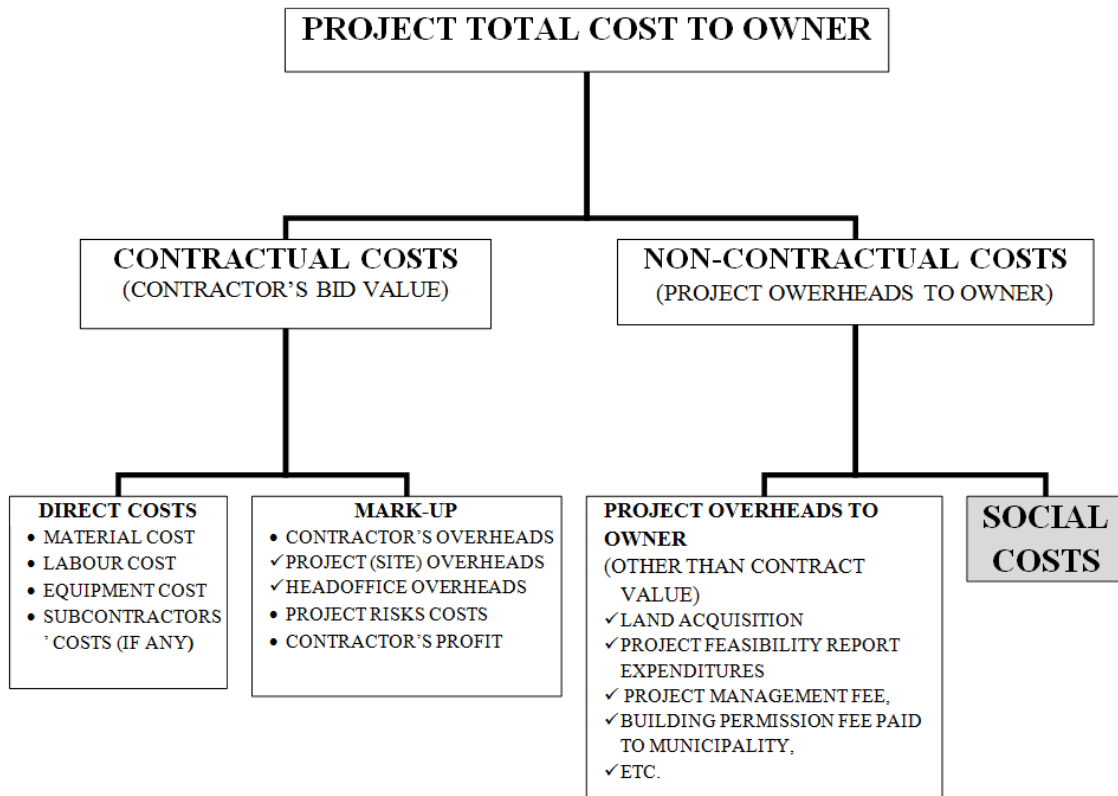 PROJECT TOTAL COST TO OWNER
CONTRACTUAL COSTS
(CONTRACTOR'S BID VALUE)
NON-CONTRACTUAL COSTS
(PROJECT OWERHEADS TO OWNER)
DIRECT COSTS
• MATERIAL COST
• LABOUR COST
• EQUIPMENT COST
• SUBCONTRACTORS
' COSTS (IF ANY)
MARK-UP
• CONTRACTOR'S OVERHEADS
✓ PROJECT (SITE) OVERHEADS
✓ HEADOFFICE OVERHEADS
• PROJECT RISKS COSTS
• CONTRACTOR'S PROFIT
PROJECT OVERHEADS TO
OWNER
(OTHER THAN CONTRACT
VALUE)
✓ LAND ACQUISITION
✓ PROJECT FEASIBILITY REPORT
EXPENDITURES
✓ PROJECT MANAGEMENT FEE,
✓ BUILDING PERMISSION FEE PAID
TO MUNICIPALITY,
✓ ETC.
SOCIAL
COSTS